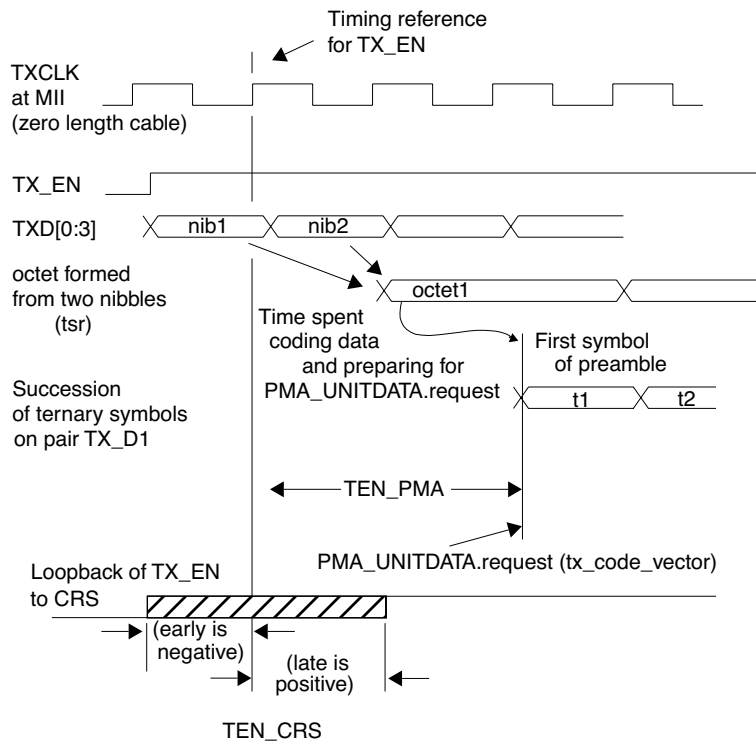 Timing reference
for TX_EN
TXCLK
at MII
(zero length cable)
TX_EN
TXD[0:3]
nib1
nib2
octet formed
from two nibbles
(tsr)
octet1
Time spent
coding data
and preparing for
PMA_UNITDATA.request
First symbol
of preamble
Succession
of ternary symbols
on pair TX_D1
t1
t2
TEN_PMA
PMA_UNITDATA.request (tx_code_vector)
Loopback of TX_EN
to CRS
(early is
negative)
(late is
positive)
TEN_CRS